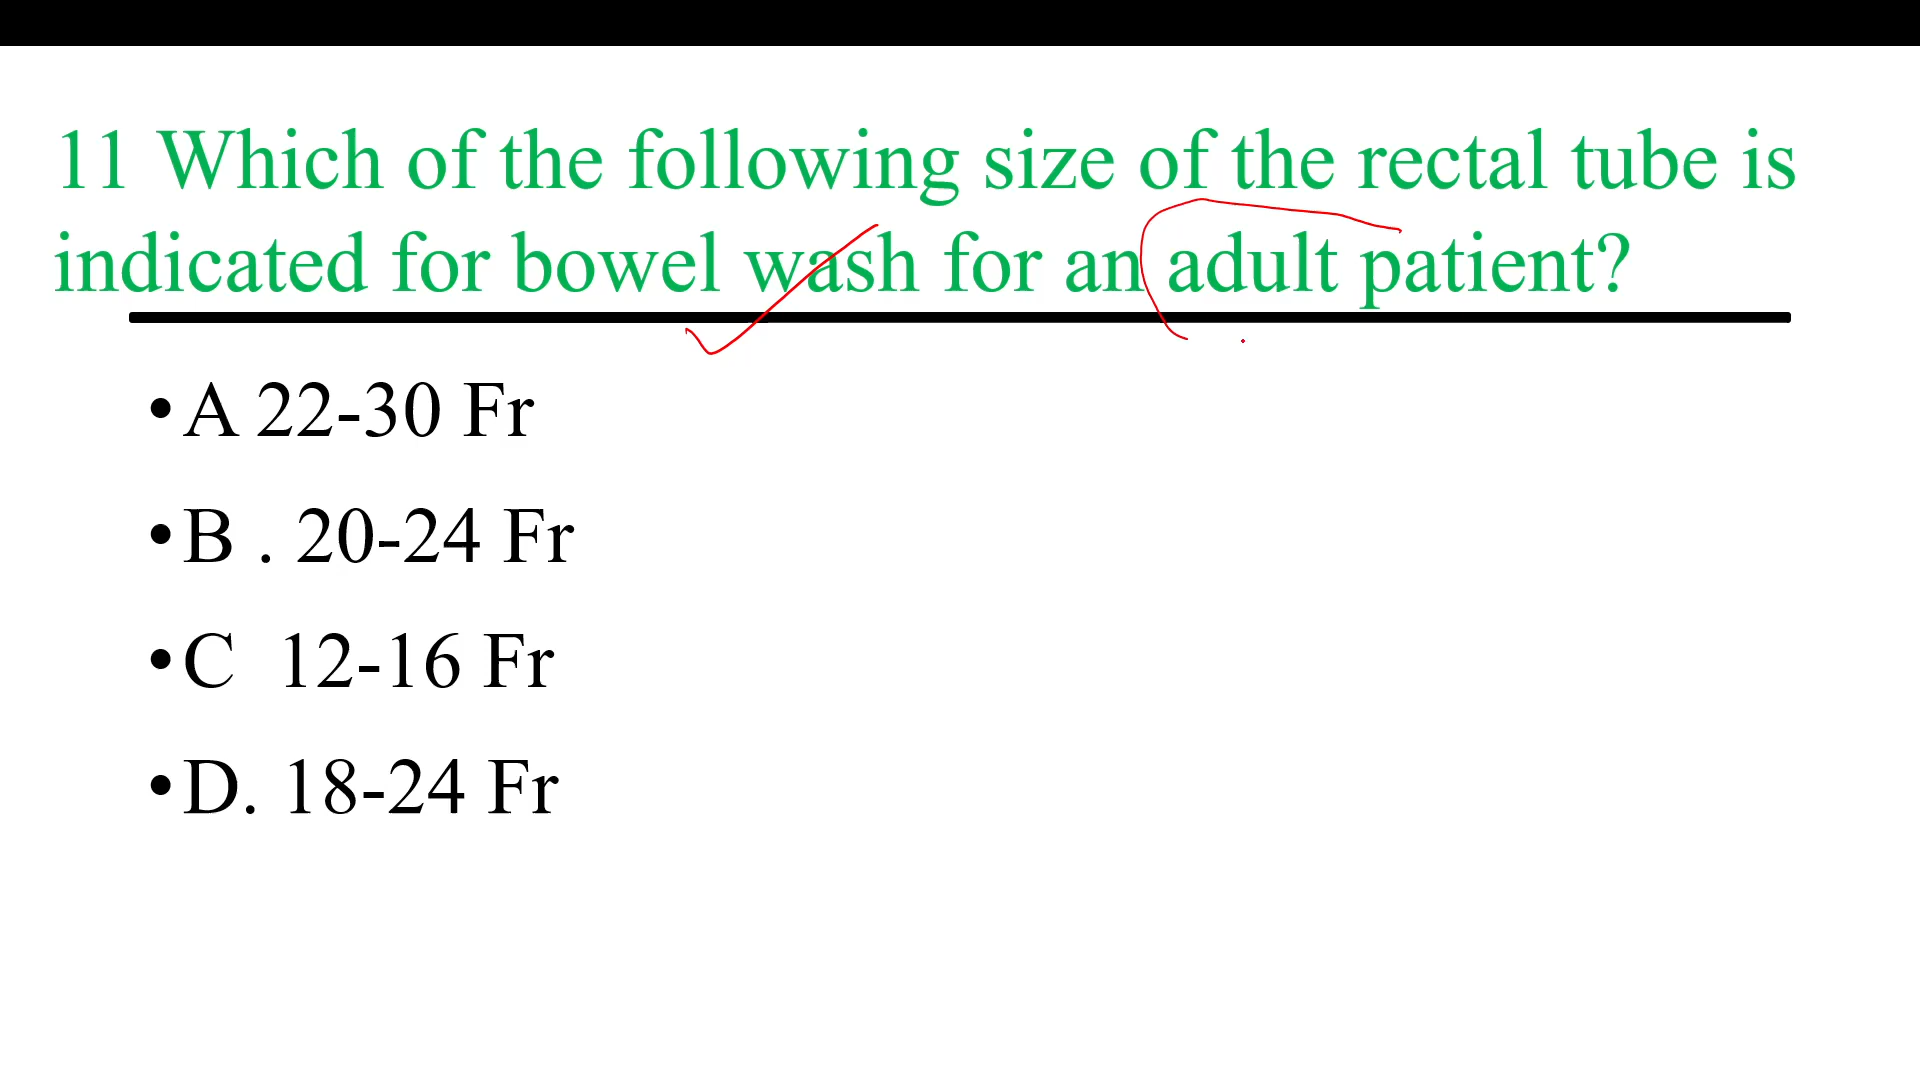 11 Which of the following size of the rectal tube is
indicated for bowel wash for an adult patient?
•A 22-30 Fr
•B . 20-24 Fr
•C 12-16 Fr
•D. 18-24 Fr